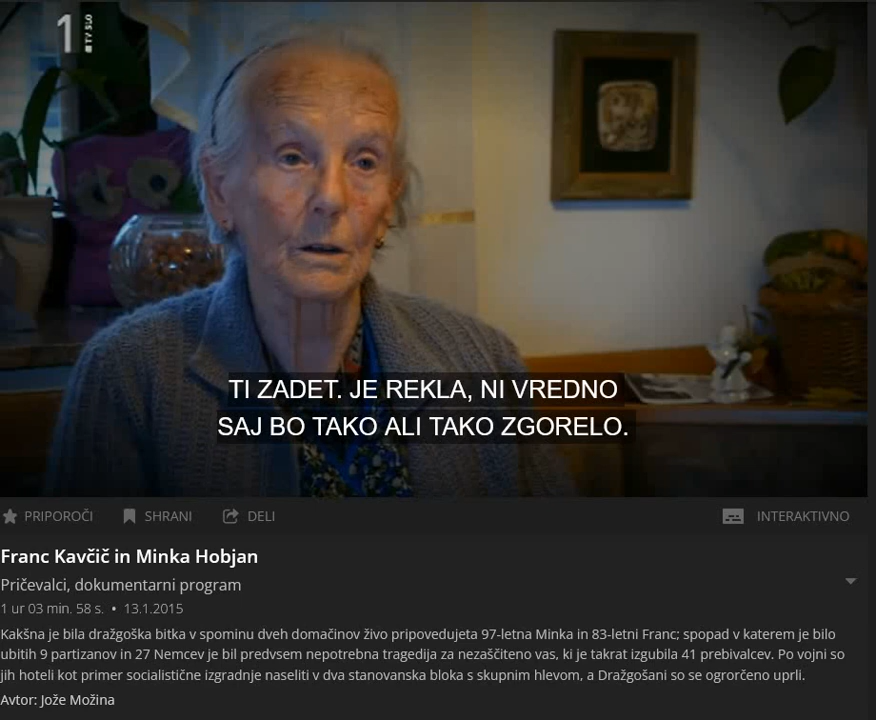 1
TV SLO
TI ZADET. JE REKLA, NI VREDNO
SAJ BO TAKO ALI TAKO ZGORELO.
PRIPOROČI SHRANI DELI INTERAKTIVNO
Franc Kavčič in Minka Hobjan
Pričevalci, dokumentarni program
1 ur 03 min. 58 s. • 13.1.2015
Kakšna je bila dražgoška bitka v spominu dveh domačinov živo pripovedujeta 97-letna Minka in 83-letni Franc; spopad v katerem je bilo
ubitih 9 partizanov in 27 Nemcev je bil predvsem nepotrebna tragedija za nezaščiteno vas, ki je takrat izgubila 41 prebivalcev. Po vojni so
jih hoteli kot primer socialistične izgradnje naseliti v dva stanovanska bloka s skupnim hlevom, a Dražgošani so se ogrorčeno uprli.
Avtor: Jože Možina